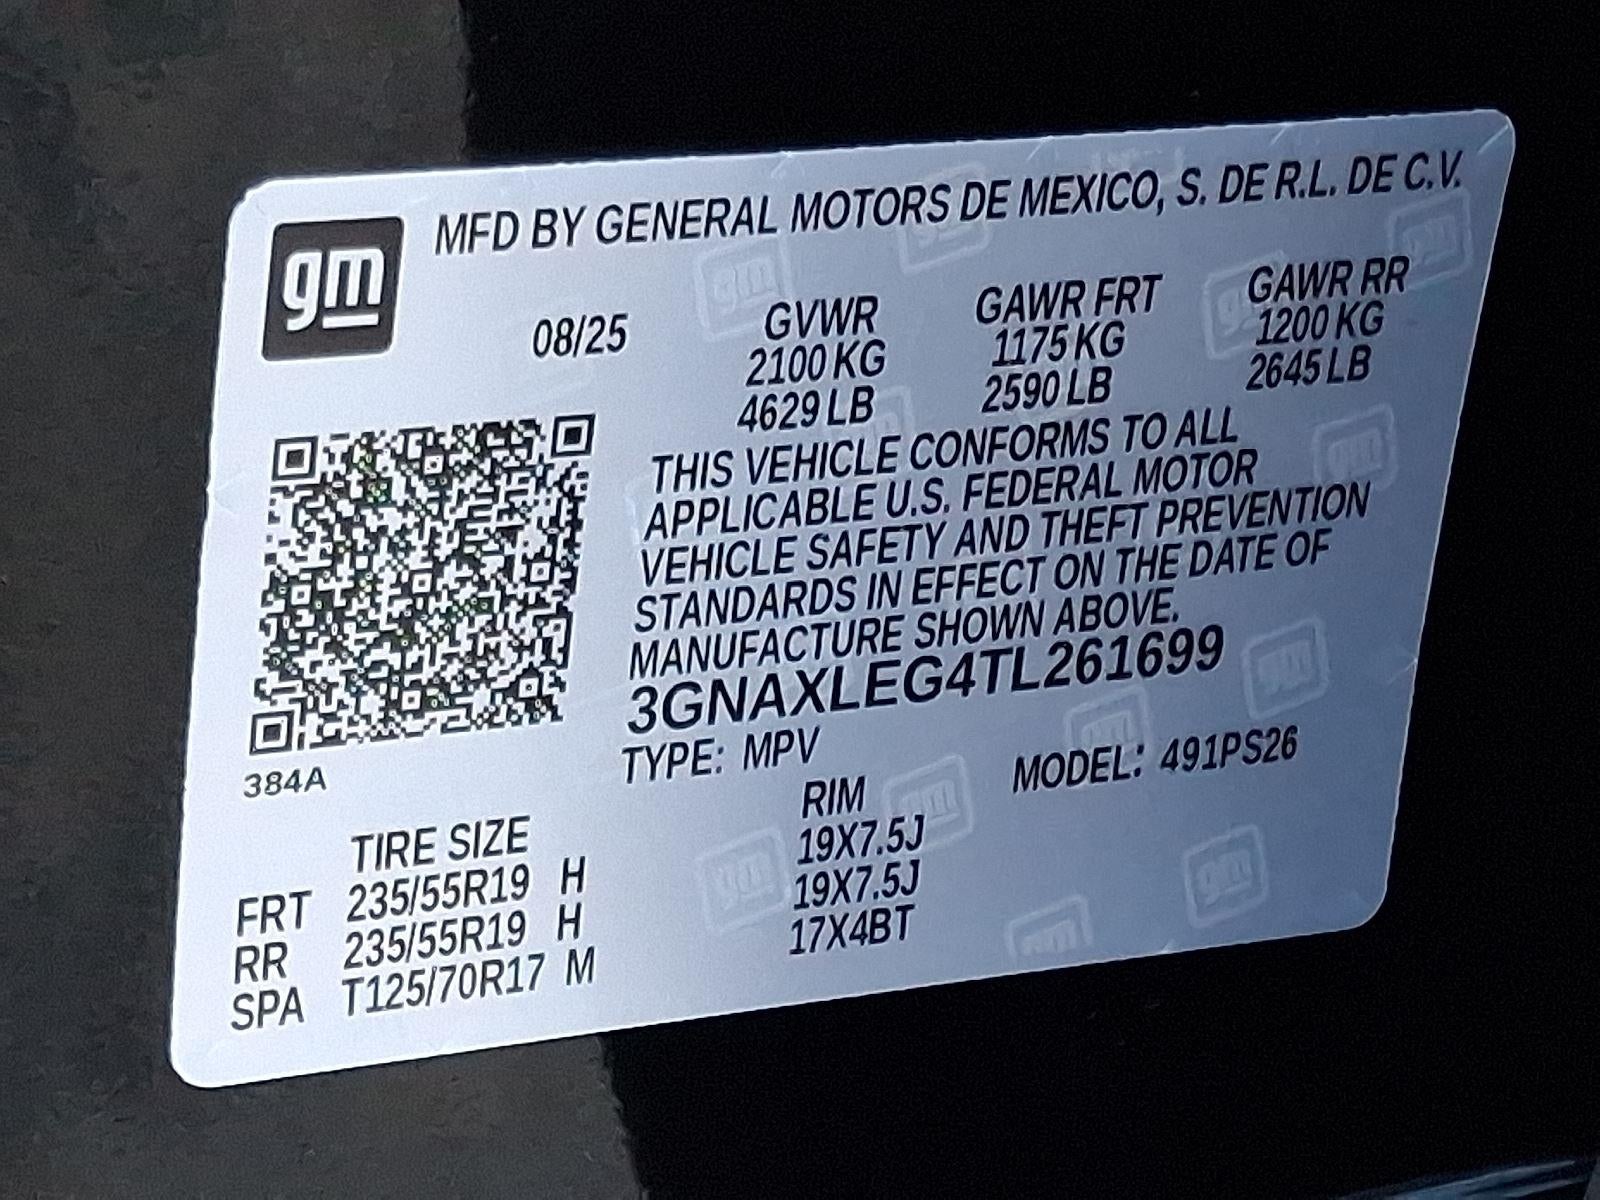 gm MFD BY GENERAL MOTORS DE MEXICO, S. DE R.L. DE C.V.
08/25 GVWR GAWR FRT GAWR RR
2100 KG 1175 KG 1200 KG
4629 LB 2590 LB 2645 LB
THIS VEHICLE CONFORMS TO ALL
APPLICABLE U.S. FEDERAL MOTOR
VEHICLE SAFETY AND THEFT PREVENTION
STANDARDS IN EFFECT ON THE DATE OF
MANUFACTURE SHOWN ABOVE.
3GNAXLEG4TL261699
TYPE: MPV MODEL: 491PS26
384A
TIRE SIZE RIM
FRT 235/55R19 H 19X7.5J
RR 235/55R19 H 19X7.5J
SPA T125/70R17 M 17X4BT